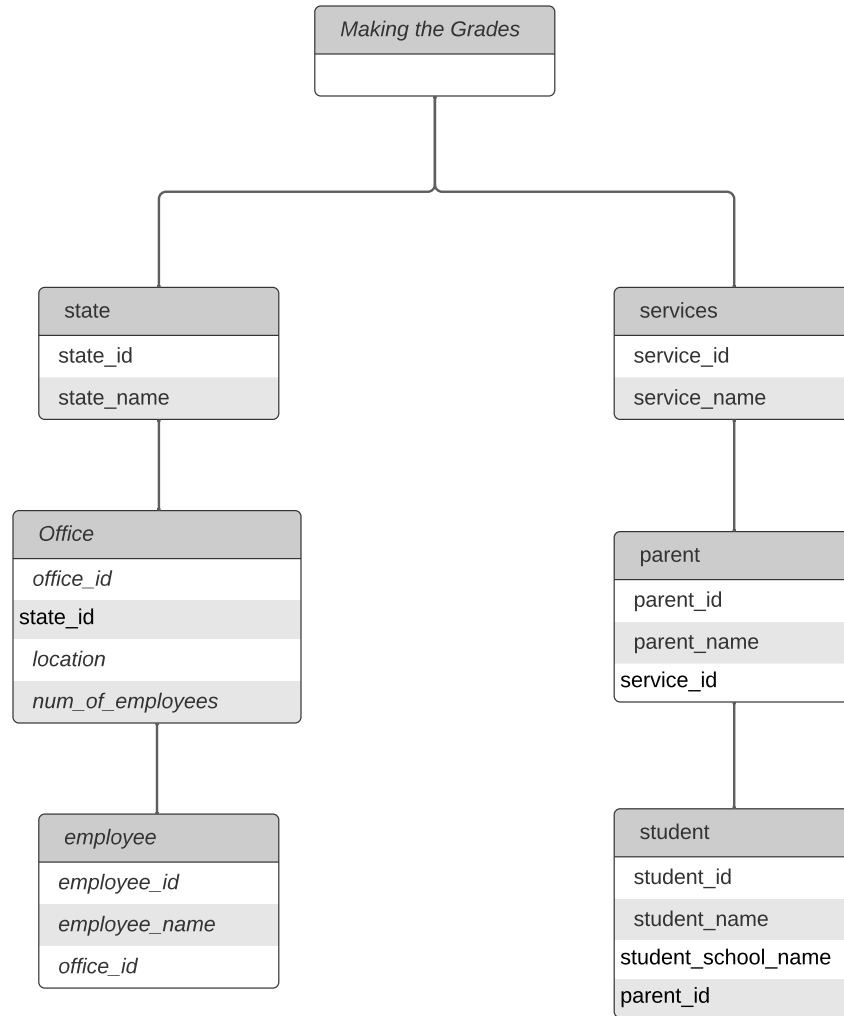 Making the Grades
state
state_id
state_name
services
service_id
service_name
Office
office_id
state_id
location
num_of_employees
parent
parent_id
parent_name
service_id
employee
employee_id
employee_name
office_id
student
student_id
student_name
student_school_name
parent_id